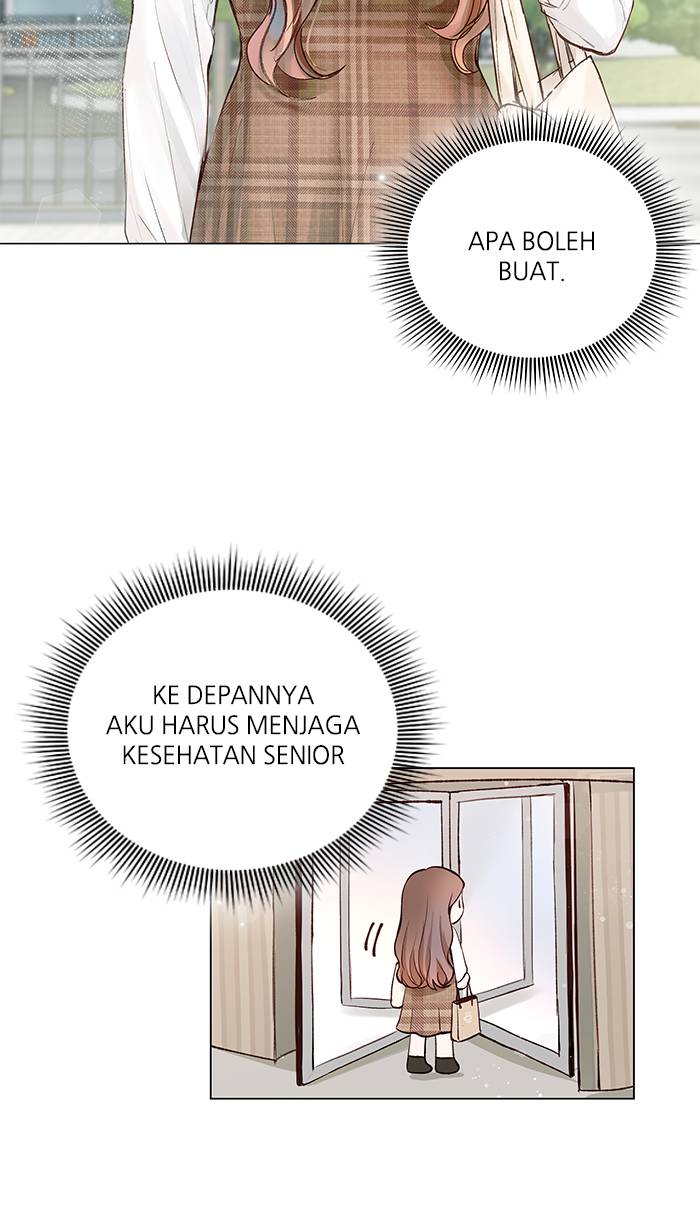 APA BOLEH
BUAT.
KE DEPANNYA
AKU HARUS MENJAGA
KESEHATAN SENIOR